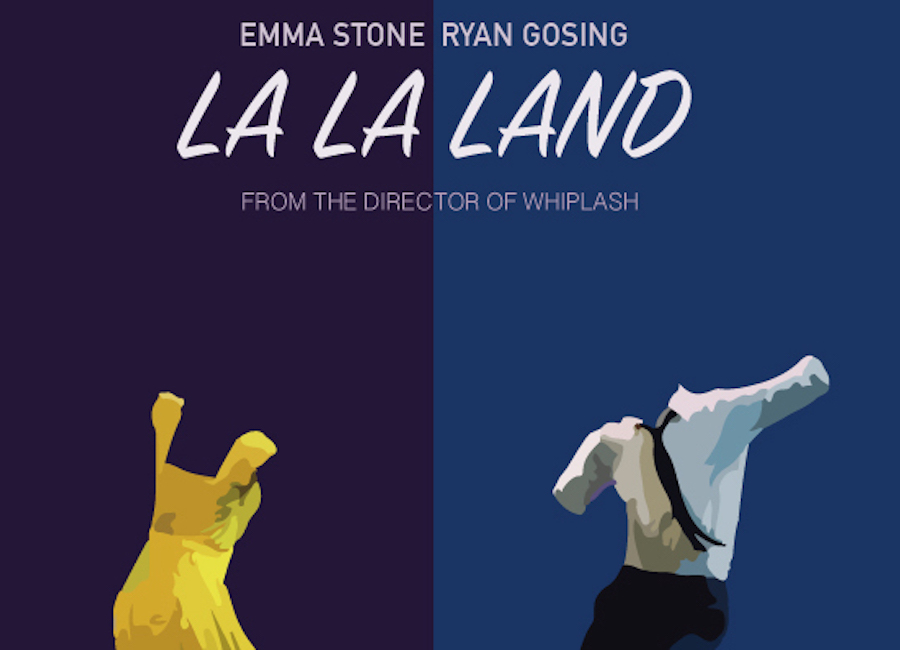 EMMA STONE RYAN GOSING
LA LA LAND
FROM THE DIRECTOR OF WHIPLASH